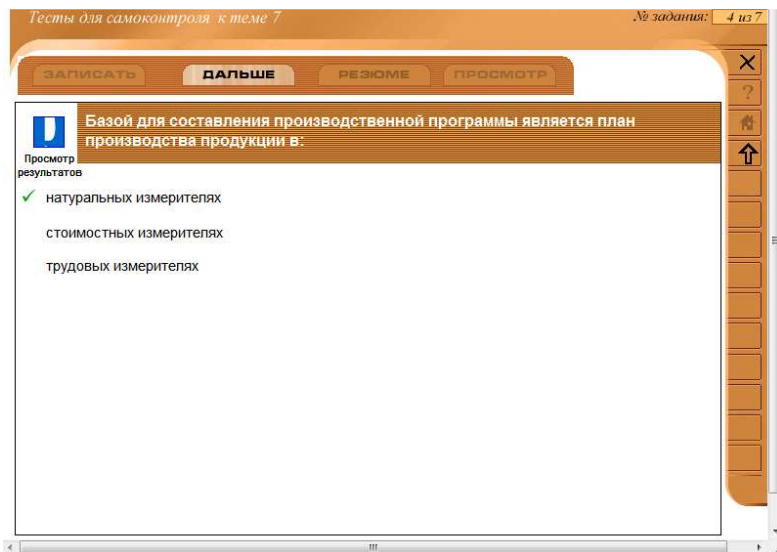 Тесты для самоконтроля к теме 7
№ задания: 4 из 7
ЗАПИСАТЬ ДАЛЬШЕ РЕЗЮМЕ ПРОСМОТР
?
Базой для составления производственной программы является план
производства продукции в:
Просмотр
результатов
натуральных измерителях
стоимостных измерителях
трудовых измерителях